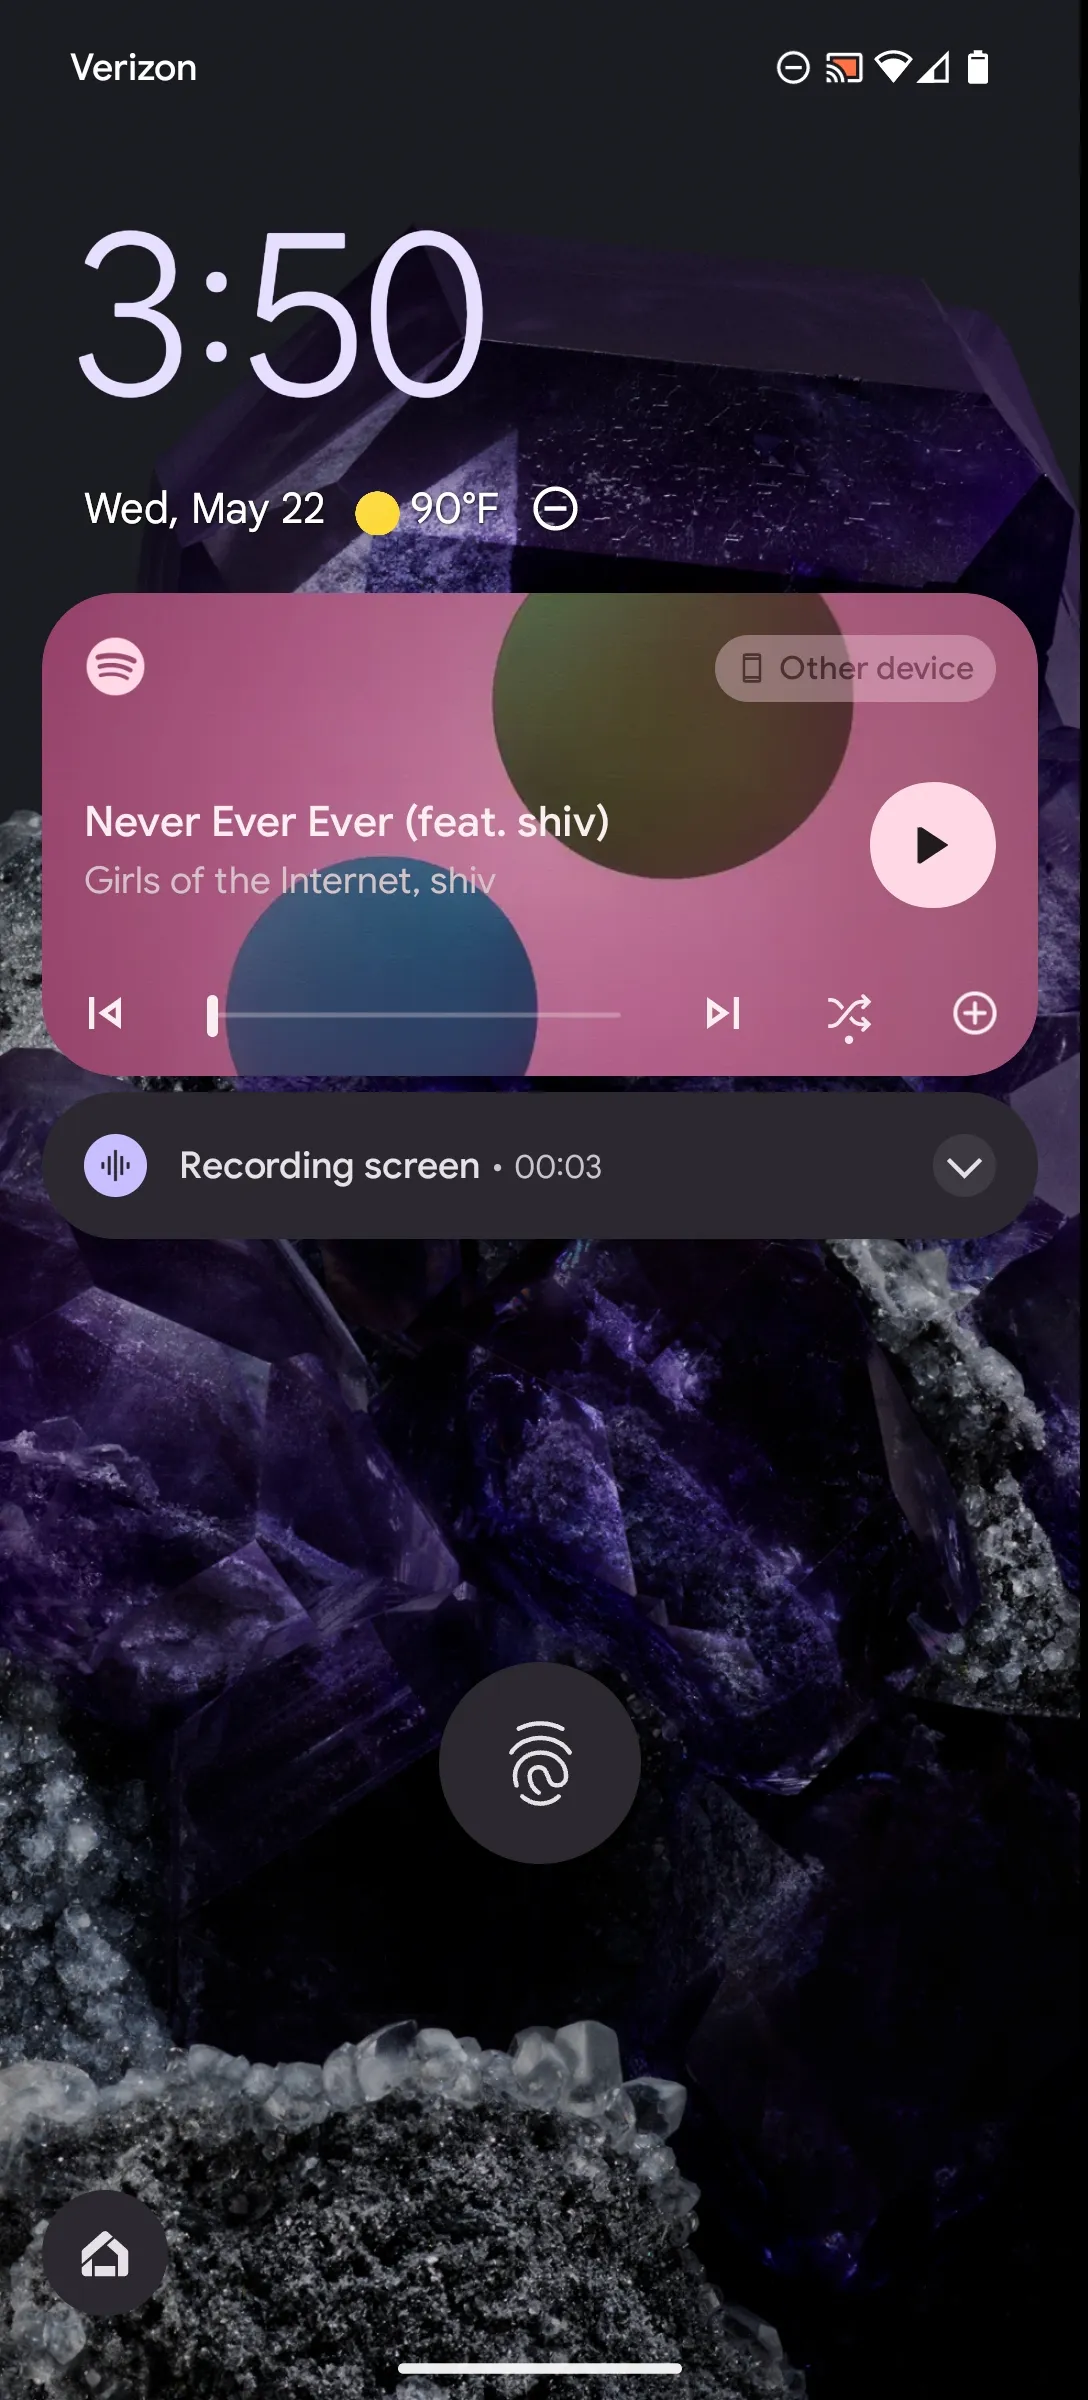 Verizon
3:50
Wed, May 22 90°F
Other device
Never Ever Ever (feat. shiv)
Girls of the Internet, shiv
Recording screen • 00:03